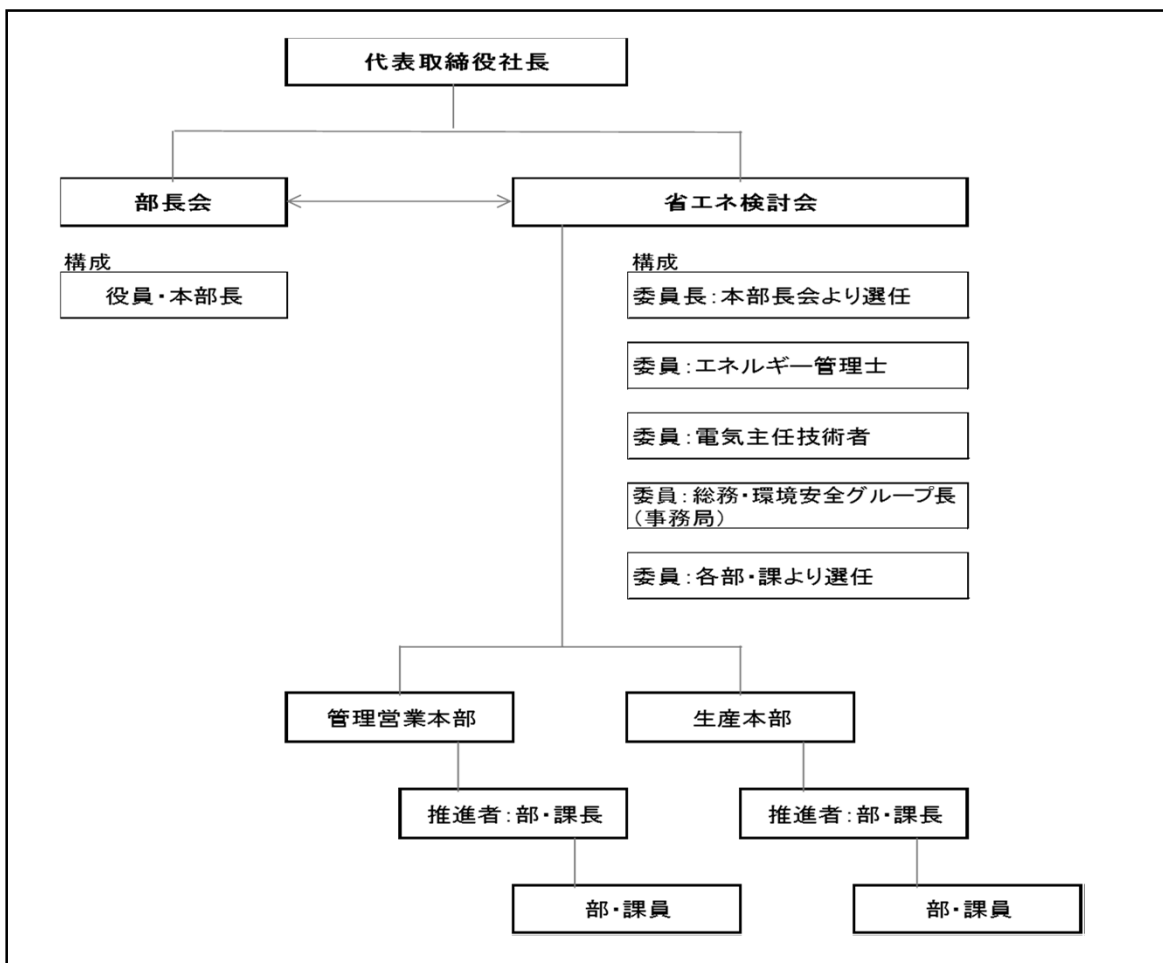 代表取締役社長
部長会
省エネ検討会
構成
役員・本部長
構成
委員長:本部長会より選任
委員:エネルギー管理士
委員:電気主任技術者
委員:総務・環境安全グループ長
(事務局)
委員:各部・課より選任
管理営業本部
生産本部
推進者:部・課長
推進者:部・課長
部・課員
部・課員